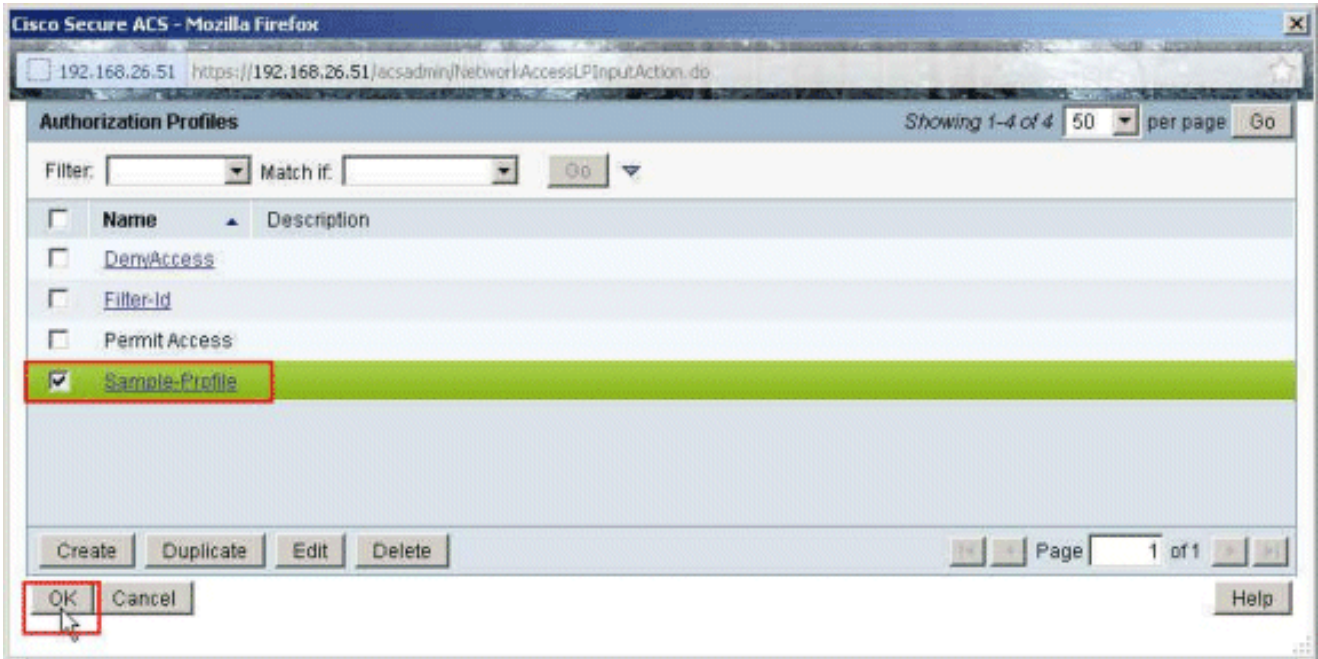 Cisco Secure ACS - Mozilla Firefox
192.168.26.51 https://192.168.26.51/acsadmin/NetworkAccessLPInputAction.do
Authorization Profiles Showing 1-4 of 4 50 per page Go
Filter: Match if: Go
Name Description
DenyAccess
Filter-Id
Permit Access
Sample-Profile
Create Duplicate Edit Delete Page 1 of 1
OK Cancel Help